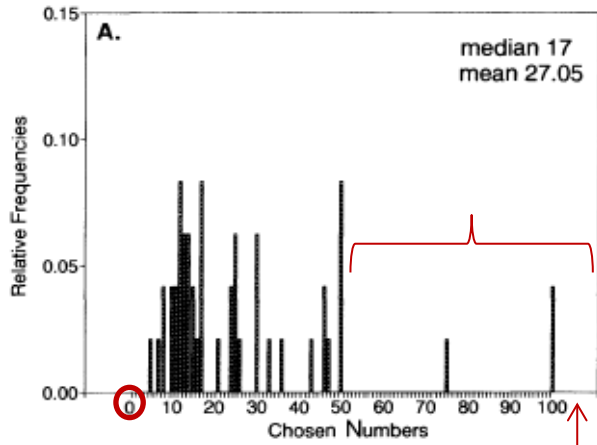 0.15
A.
median 17
mean 27.05
0.10
Relative Frequencies
0.05
0.00
0 10 20 30 40 50 60 70 80 90 100
Chosen Numbers